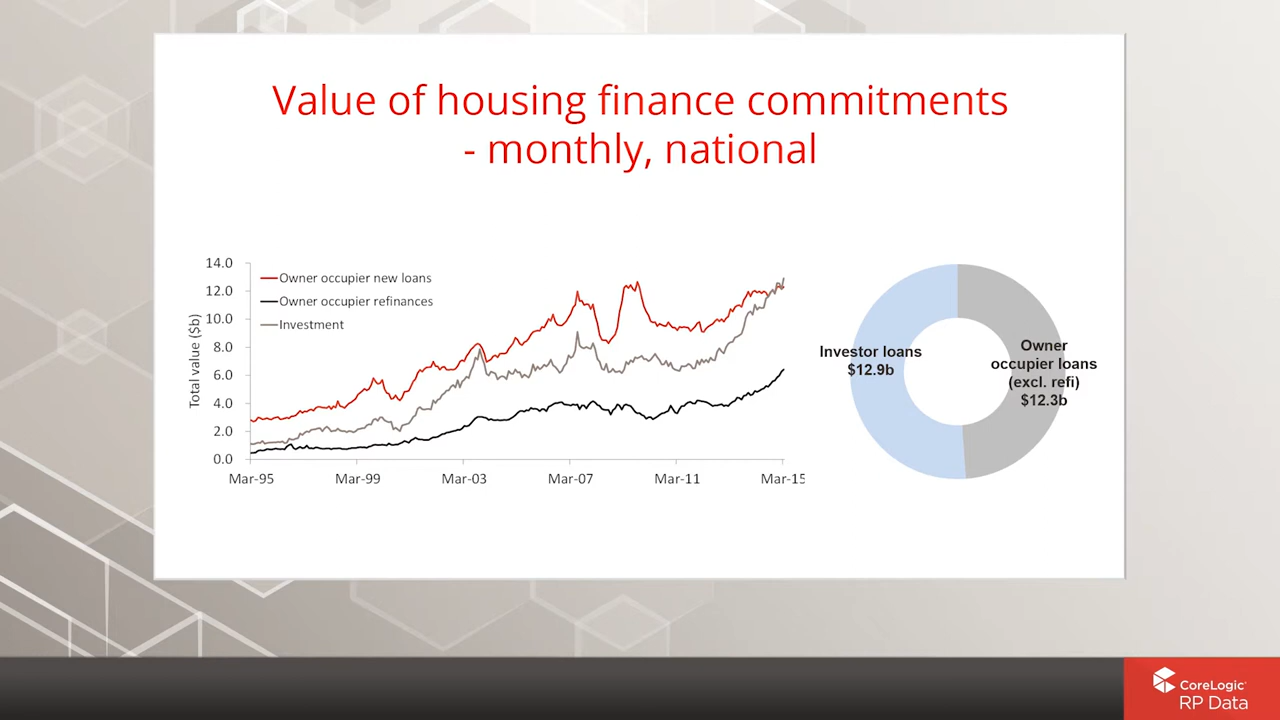 Value of housing finance commitments
- monthly, national
14.0
12.0
10.0
8.0
6.0
4.0
2.0
0.0
Total value ($b)
Owner occupier new loans
Owner occupier refinances
Investment
Mar-95
Mar-99
Mar-03
Mar-07
Mar-11
Mar-15
Investor loans
$12.9b
Owner
occupier loans
(excl. refi)
$12.3b
CoreLogic
RP Data